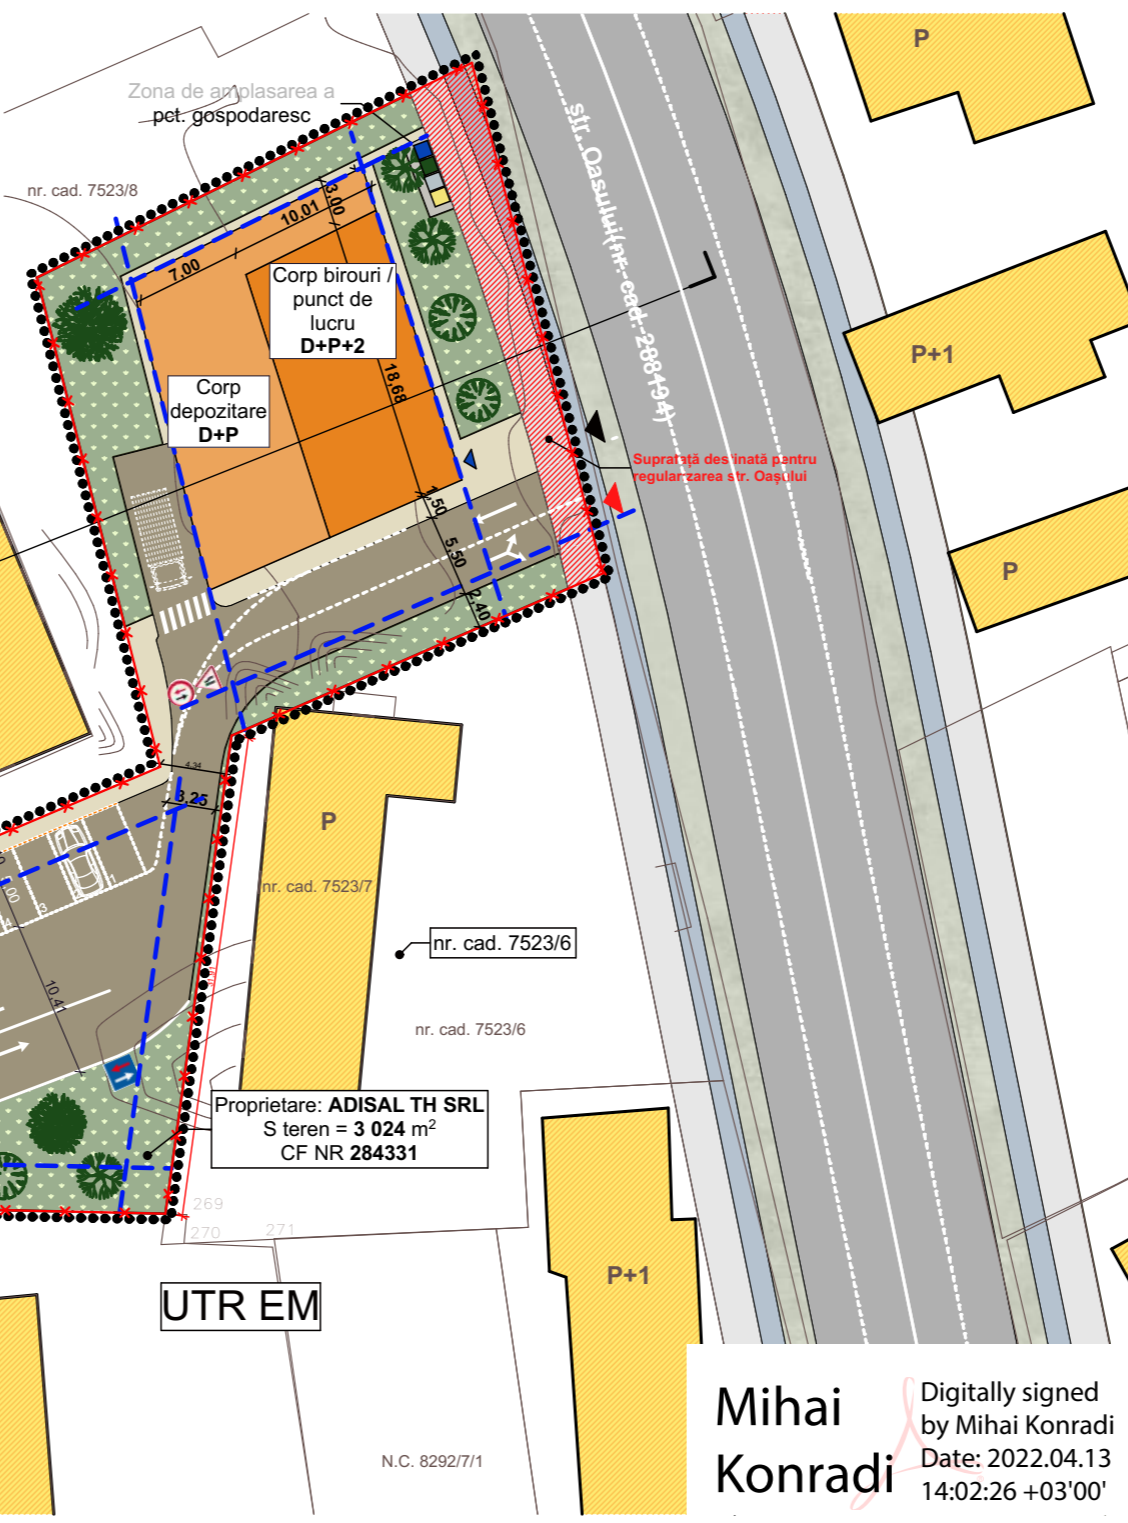 P
Zona de amplasarea a
pct. gospodaresc
str. Oasului(nr. cad. 288194)
nr. cad. 7523/8
3,00
10,01
7,00
Corp birouri /
punct de
lucru
D+P+2
P+1
18,68
Corp
depozitare
D+P
Suprafață destinată pentru
regularizarea str. Oașului
1,50
5,50
P
2,40
4,34
3,25
P
nr. cad. 7523/7
nr. cad. 7523/6
10,41
nr. cad. 7523/6
Proprietare: ADISAL TH SRL
S teren = 3 024 m²
CF NR 284331
269
270
271
P+1
UTR EM
N.C. 8292/7/1
Mihai
Konradi
Digitally signed
by Mihai Konradi
Date: 2022.04.13
14:02:26 +03'00'